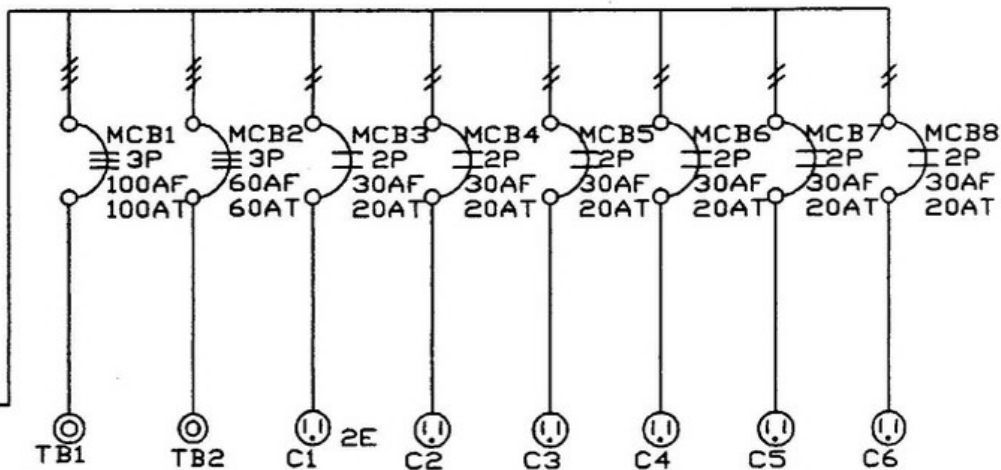 MCB1 MCB2 MCB3 MCB4 MCB5 MCB6 MCB7 MCB8
3P 3P 2P 2P 2P 2P 2P 2P
100AF 60AF 30AF 30AF 30AF 30AF 30AF 30AF
100AT 60AT 20AT 20AT 20AT 20AT 20AT 20AT
2E
TB1 TB2 C1 C2 C3 C4 C5 C6